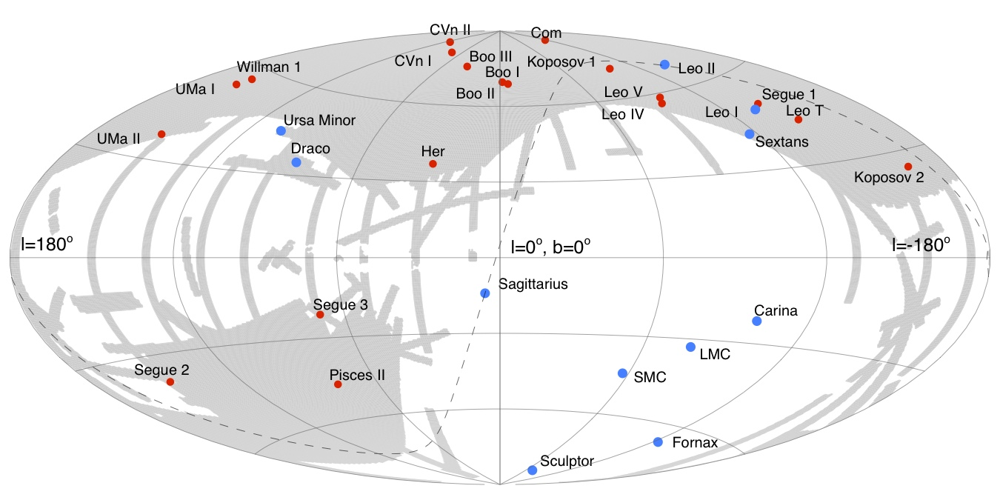 CVn II
Com
CVn I
Boo III
Koposov 1
Leo II
Willman 1
Boo I
UMa I
Boo II
Leo V
Segue 1
Leo IV
Leo I
Leo T
Ursa Minor
UMa II
Sextans
Draco
Her
Koposov 2
l=180°
l=0°, b=0°
l=-180°
Sagittarius
Segue 3
Carina
LMC
Segue 2
Pisces II
SMC
Fornax
Sculptor